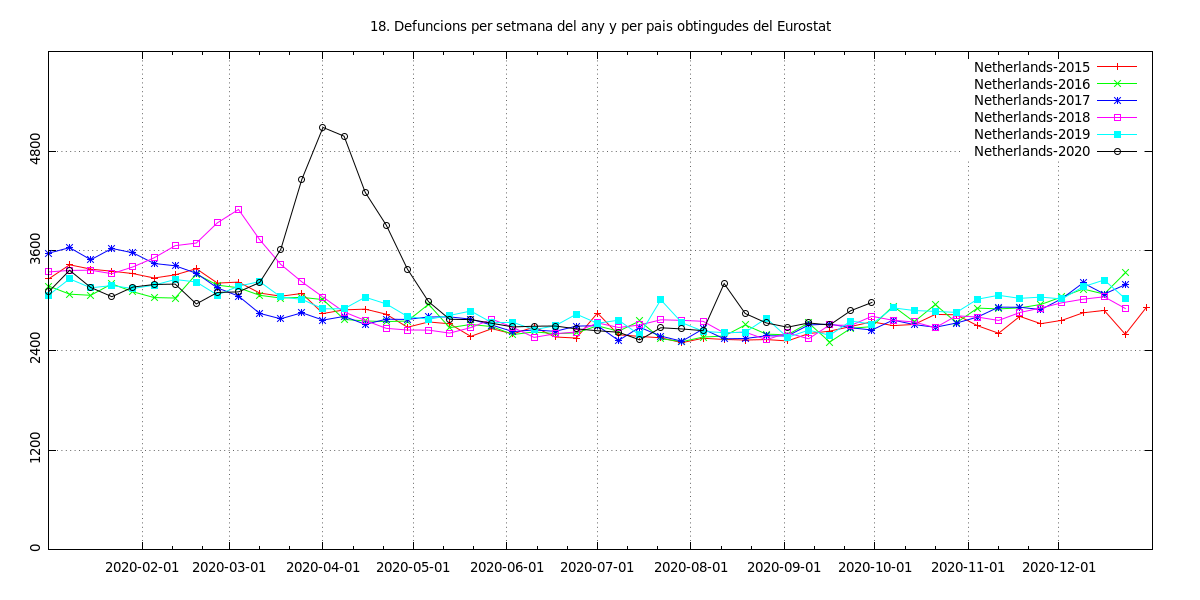 18. Defuncions per setmana del any y per pais obtingudes del Eurostat
Netherlands-2015
Netherlands-2016
Netherlands-2017
Netherlands-2018
Netherlands-2019
Netherlands-2020
4800
3600
2400
1200
0
2020-02-01 2020-03-01 2020-04-01 2020-05-01 2020-06-01 2020-07-01 2020-08-01 2020-09-01 2020-10-01 2020-11-01 2020-12-01